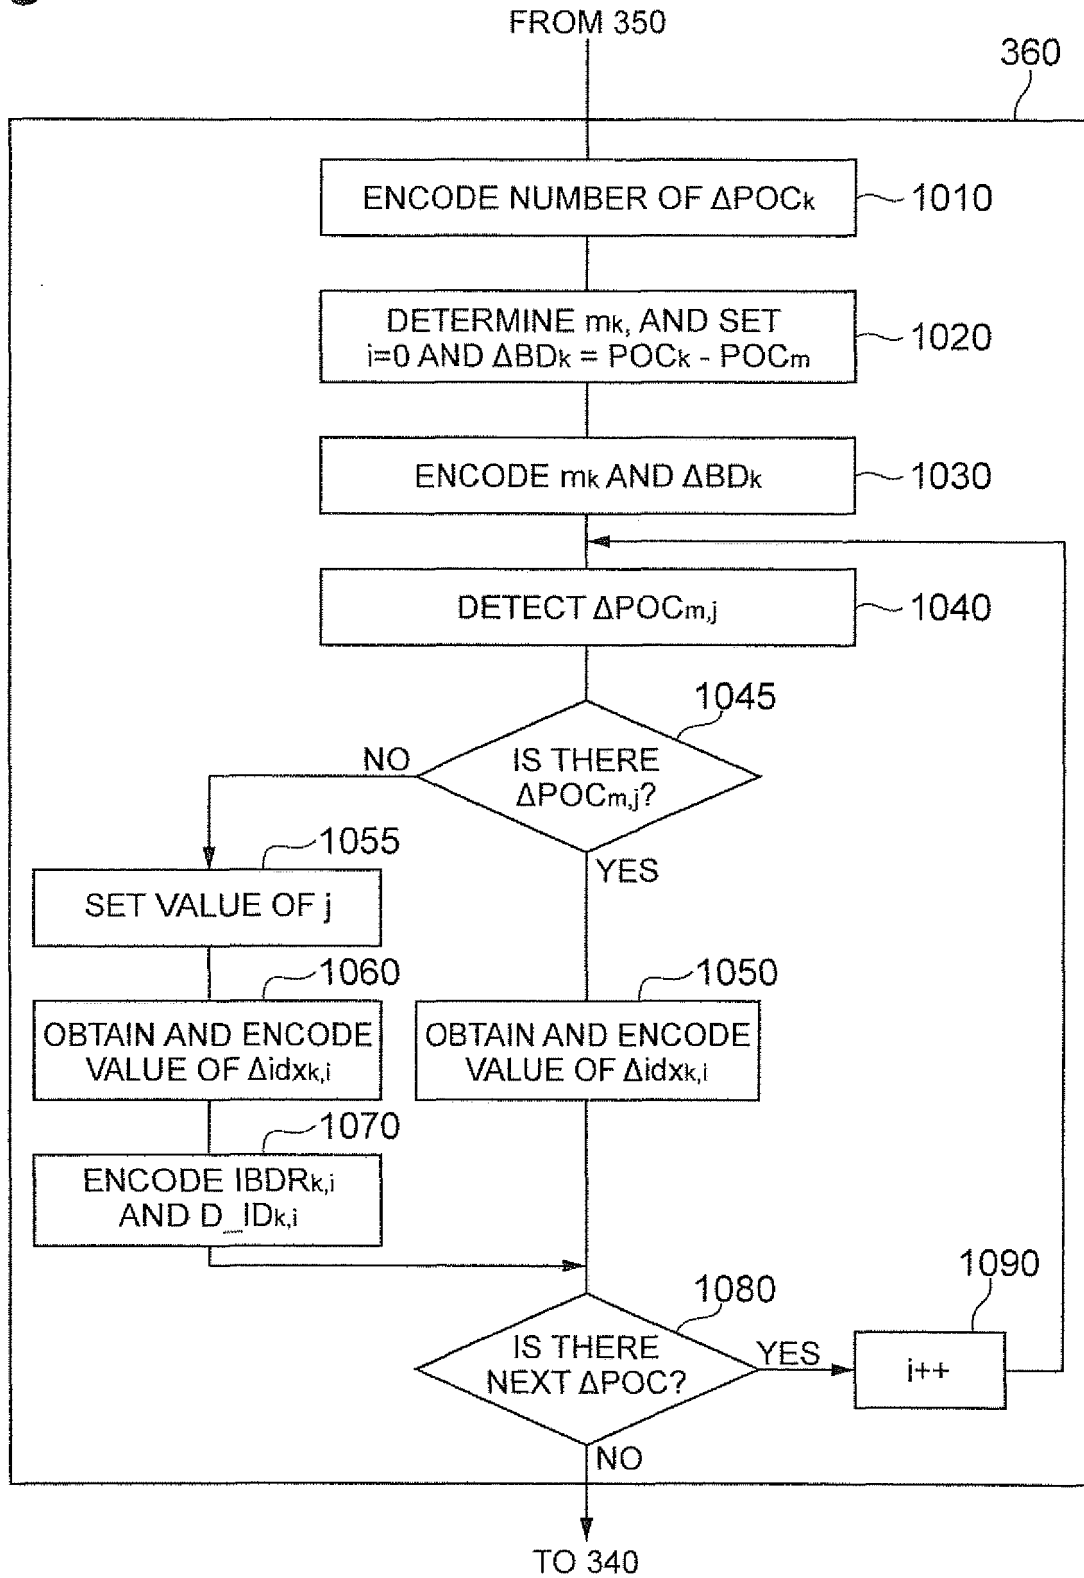 FROM 350
360
ENCODE NUMBER OF ΔPOCk
1010
DETERMINE mk, AND SET
i=0 AND ΔBDk = POCk - POCm
1020
ENCODE mk AND ΔBDk
1030
DETECT ΔPOCm,j
1040
1045
IS THERE
ΔPOCm,j?
NO
YES
1055
SET VALUE OF j
1060
OBTAIN AND ENCODE
VALUE OF Δidxk,i
1050
OBTAIN AND ENCODE
VALUE OF Δidxk,i
1070
ENCODE IBDRk,i
AND D_IDk,i
1080
IS THERE
NEXT ΔPOC?
YES
1090
i++
NO
TO 340